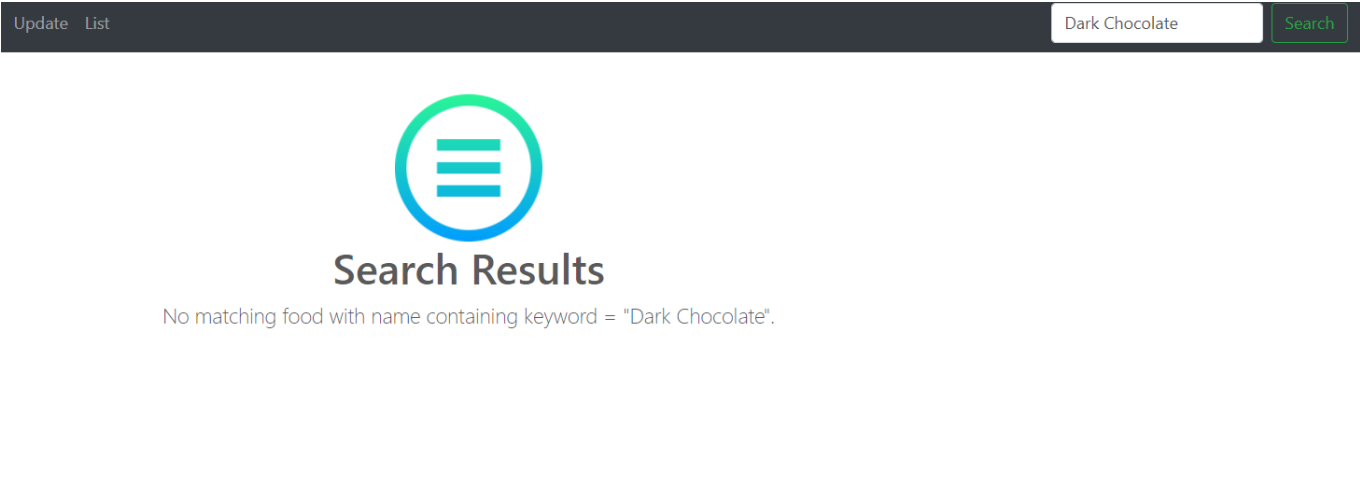 Update List Dark Chocolate Search
Search Results
No matching food with name containing keyword = "Dark Chocolate".